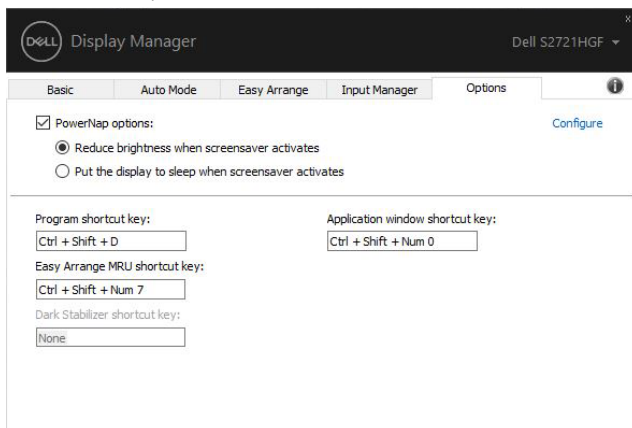 DELL Display Manager
x
Dell S2721HGF
Basic Auto Mode Easy Arrange Input Manager Options
PowerNap options:
Configure
Reduce brightness when screensaver activates
Put the display to sleep when screensaver activates
Program shortcut key:
Application window shortcut key:
Ctrl + Shift + D
Ctrl + Shift + Num 0
Easy Arrange MRU shortcut key:
Ctrl + Shift + Num 7
Dark Stabilizer shortcut key:
None